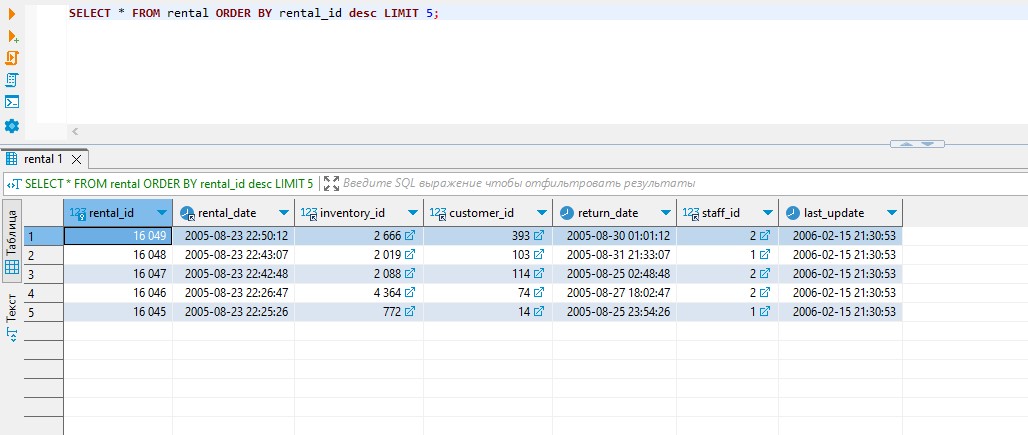 SELECT * FROM rental ORDER BY rental_id desc LIMIT 5;
rental 1
SELECT * FROM rental ORDER BY rental_id desc LIMIT 5 Введите SQL выражение чтобы отфильтровать результаты
Таблица
Текст
123 rental_id rental_date 123 inventory_id 123 customer_id return_date 123 staff_id last_update
1 16 049 2005-08-23 22:50:12 2 666 393 2005-08-30 01:01:12 2 2006-02-15 21:30:53
2 16 048 2005-08-23 22:43:07 2 019 103 2005-08-31 21:33:07 1 2006-02-15 21:30:53
3 16 047 2005-08-23 22:42:48 2 088 114 2005-08-25 02:48:48 2 2006-02-15 21:30:53
4 16 046 2005-08-23 22:26:47 4 364 74 2005-08-27 18:02:47 2 2006-02-15 21:30:53
5 16 045 2005-08-23 22:25:26 772 14 2005-08-25 23:54:26 1 2006-02-15 21:30:53